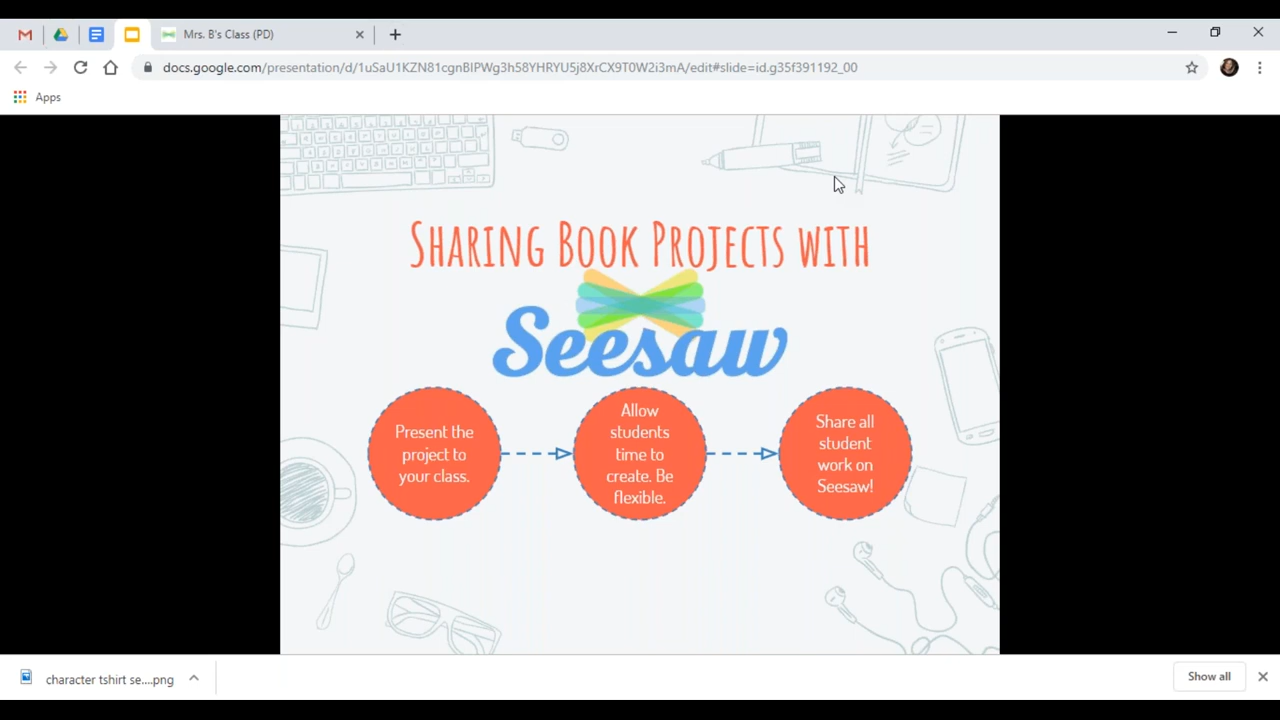 Mrs. B's Class (PD)
docs.google.com/presentation/d/1uSaU1KZN81cgnBIPWg3h58YHRYU5j8XrCX9T0W2i3mA/edit#slide=id.g35f391192_00
Apps
Sharing Book Projects with
Seesaw
Present the
project to
your class.
Allow
students
time to
create. Be
flexible.
Share all
student
work on
Seesaw!
character tshirt se....png
Show all